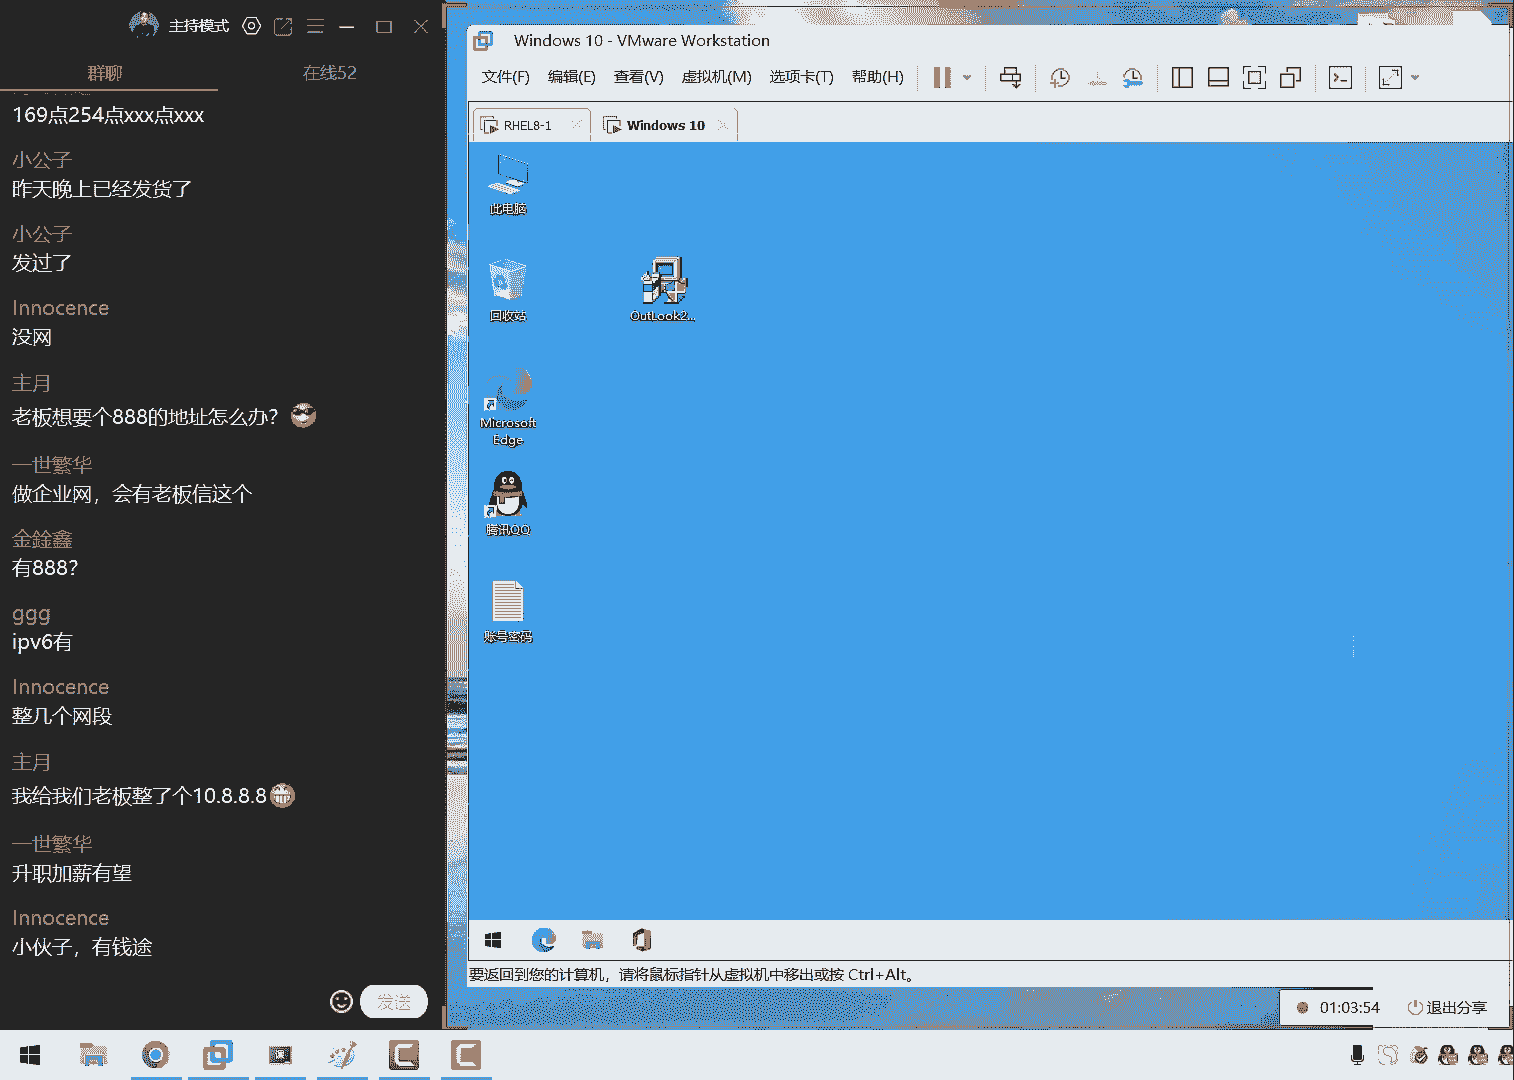 主持模式
群聊
在线52
169点254点xxx点xxx
小公子
昨天晚上已经发货了
小公子
发过了
Innocence
没网
主月
老板想要个888的地址怎么办?
一世繁华
做企业网，会有老板信这个
金銓鑫
有888?
ggg
ipv6有
Innocence
整几个网段
主月
我给我们老板整了个10.8.8.8
一世繁华
升职加薪有望
Innocence
小伙子，有钱途
发送
Windows 10 - VMware Workstation
文件(F) 编辑(E) 查看(V) 虚拟机(M) 选项卡(T) 帮助(H)
RHEL8-1
Windows 10
此电脑
回收站
OutLook2...
Microsoft
Edge
腾讯QQ
账号密码
要返回到您的计算机，请将鼠标指针从虚拟机中移出或按 Ctrl+Alt。
01:03:54
退出分享